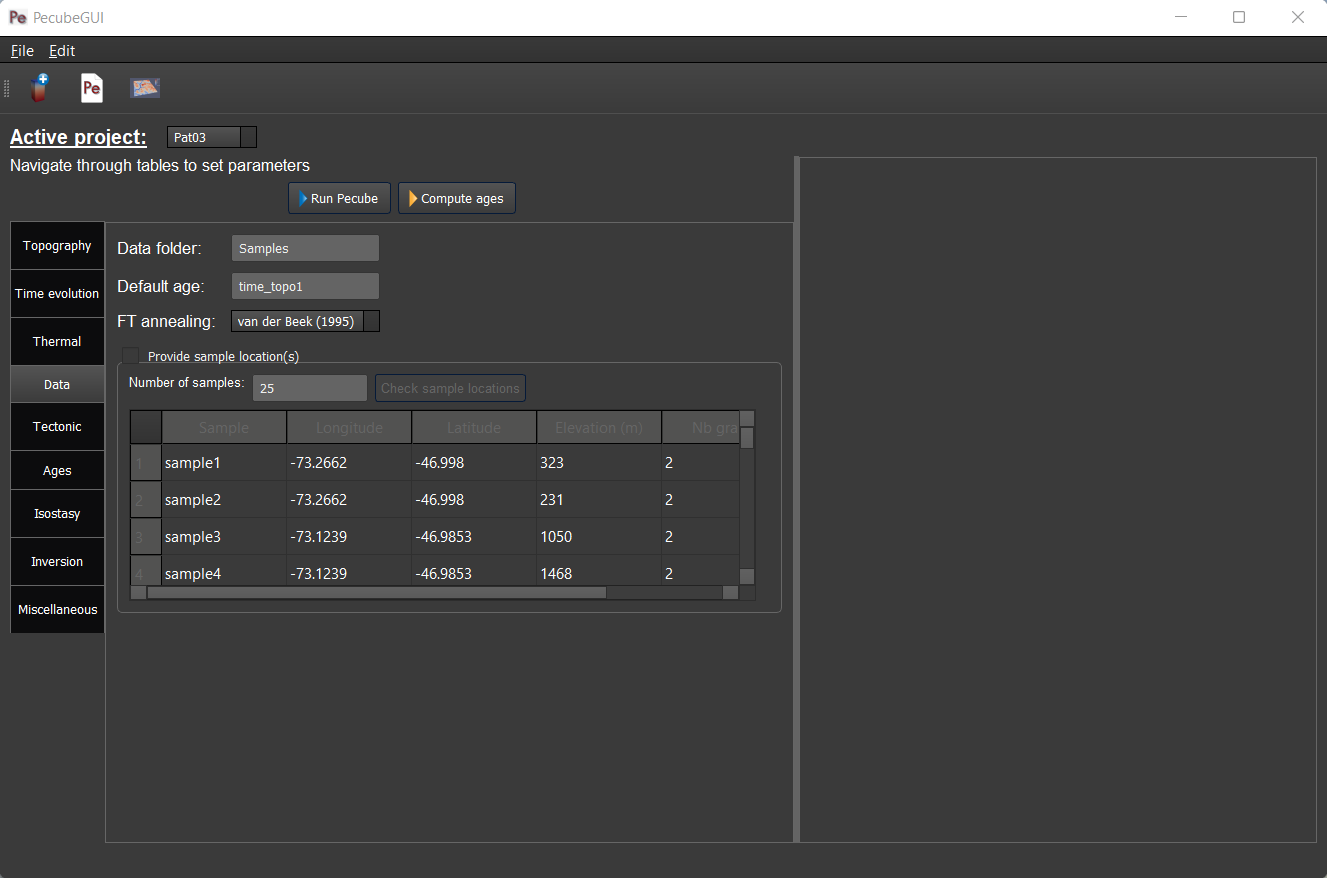 Pe PecubeGUI
File Edit
Pe
Active project: Pat03
Navigate through tables to set parameters
Run Pecube Compute ages
Topography
Time evolution
Thermal
Data
Tectonic
Ages
Isostasy
Inversion
Miscellaneous
Data folder: Samples
Default age: time_topo1
FT annealing: van der Beek (1995)
Provide sample location(s)
Number of samples: 25 Check sample locations
Sample Longitude Latitude Elevation (m) Nb gra
1 sample1 -73.2662 -46.998 323 2
2 sample2 -73.2662 -46.998 231 2
3 sample3 -73.1239 -46.9853 1050 2
4 sample4 -73.1239 -46.9853 1468 2